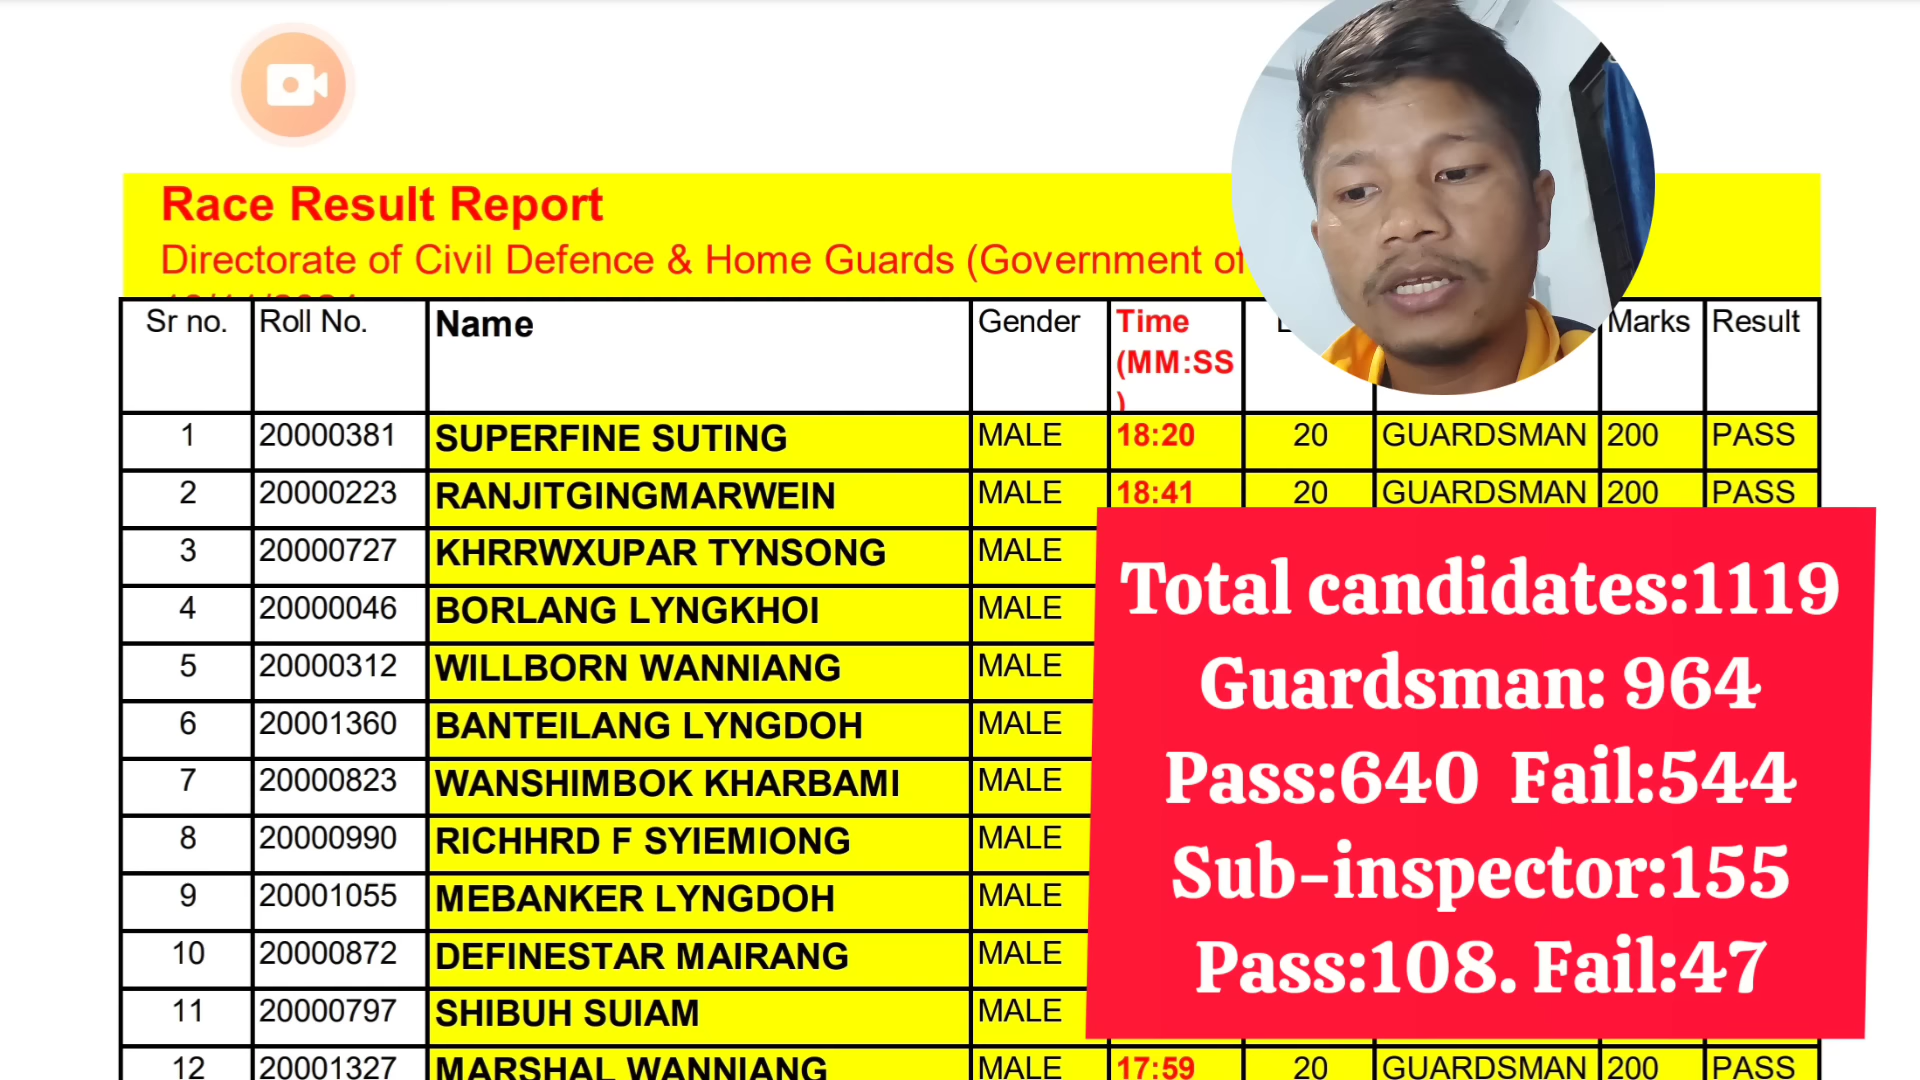 Race Result Report
Directorate of Civil Defence & Home Guards (Government of
Sr no. Roll No. Name Gender Time (MM:SS) Marks Result
1 20000381 SUPERFINE SUTING MALE 18:20 20 GUARDSMAN 200 PASS
2 20000223 RANJITGINGMARWEIN MALE 18:41 20 GUARDSMAN 200 PASS
3 20000727 KHRRWXUPAR TYNSONG MALE
4 20000046 BORLANG LYNGKHOI MALE
5 20000312 WILLBORN WANNIANG MALE
6 20001360 BANTEILANG LYNGDOH MALE
7 20000823 WANSHIMBOK KHARBAMI MALE
8 20000990 RICHHRD F SYIEMIONG MALE
9 20001055 MEBANKER LYNGDOH MALE
10 20000872 DEFINESTAR MAIRANG MALE
11 20000797 SHIBUH SUIAM MALE
12 20001327 MARSHAL WANNIANG MALE 17:59 20 GUARDSMAN 200 PASS
Total candidates:1119
Guardsman: 964
Pass:640 Fail:544
Sub-inspector:155
Pass:108. Fail:47